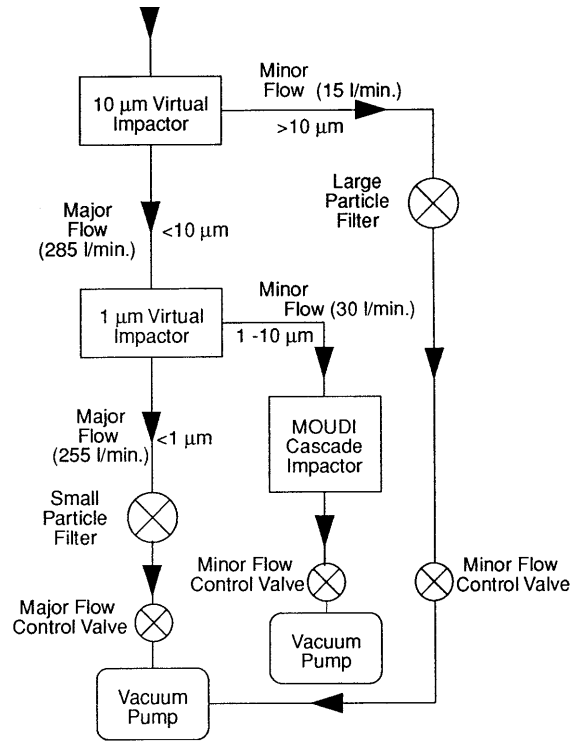 10 µm Virtual
Impactor
Minor
Flow (15 l/min.)
>10 µm
Large
Particle
Filter
Major
Flow
(285 l/min.)
<10 µm
1 µm Virtual
Impactor
Minor
Flow (30 l/min.)
1 -10 µm
Major
Flow
(255 l/min.)
<1 µm
MOUDI
Cascade
Impactor
Small
Particle
Filter
Minor Flow
Control Valve
Minor Flow
Control Valve
Major Flow
Control Valve
Vacuum
Pump
Vacuum
Pump